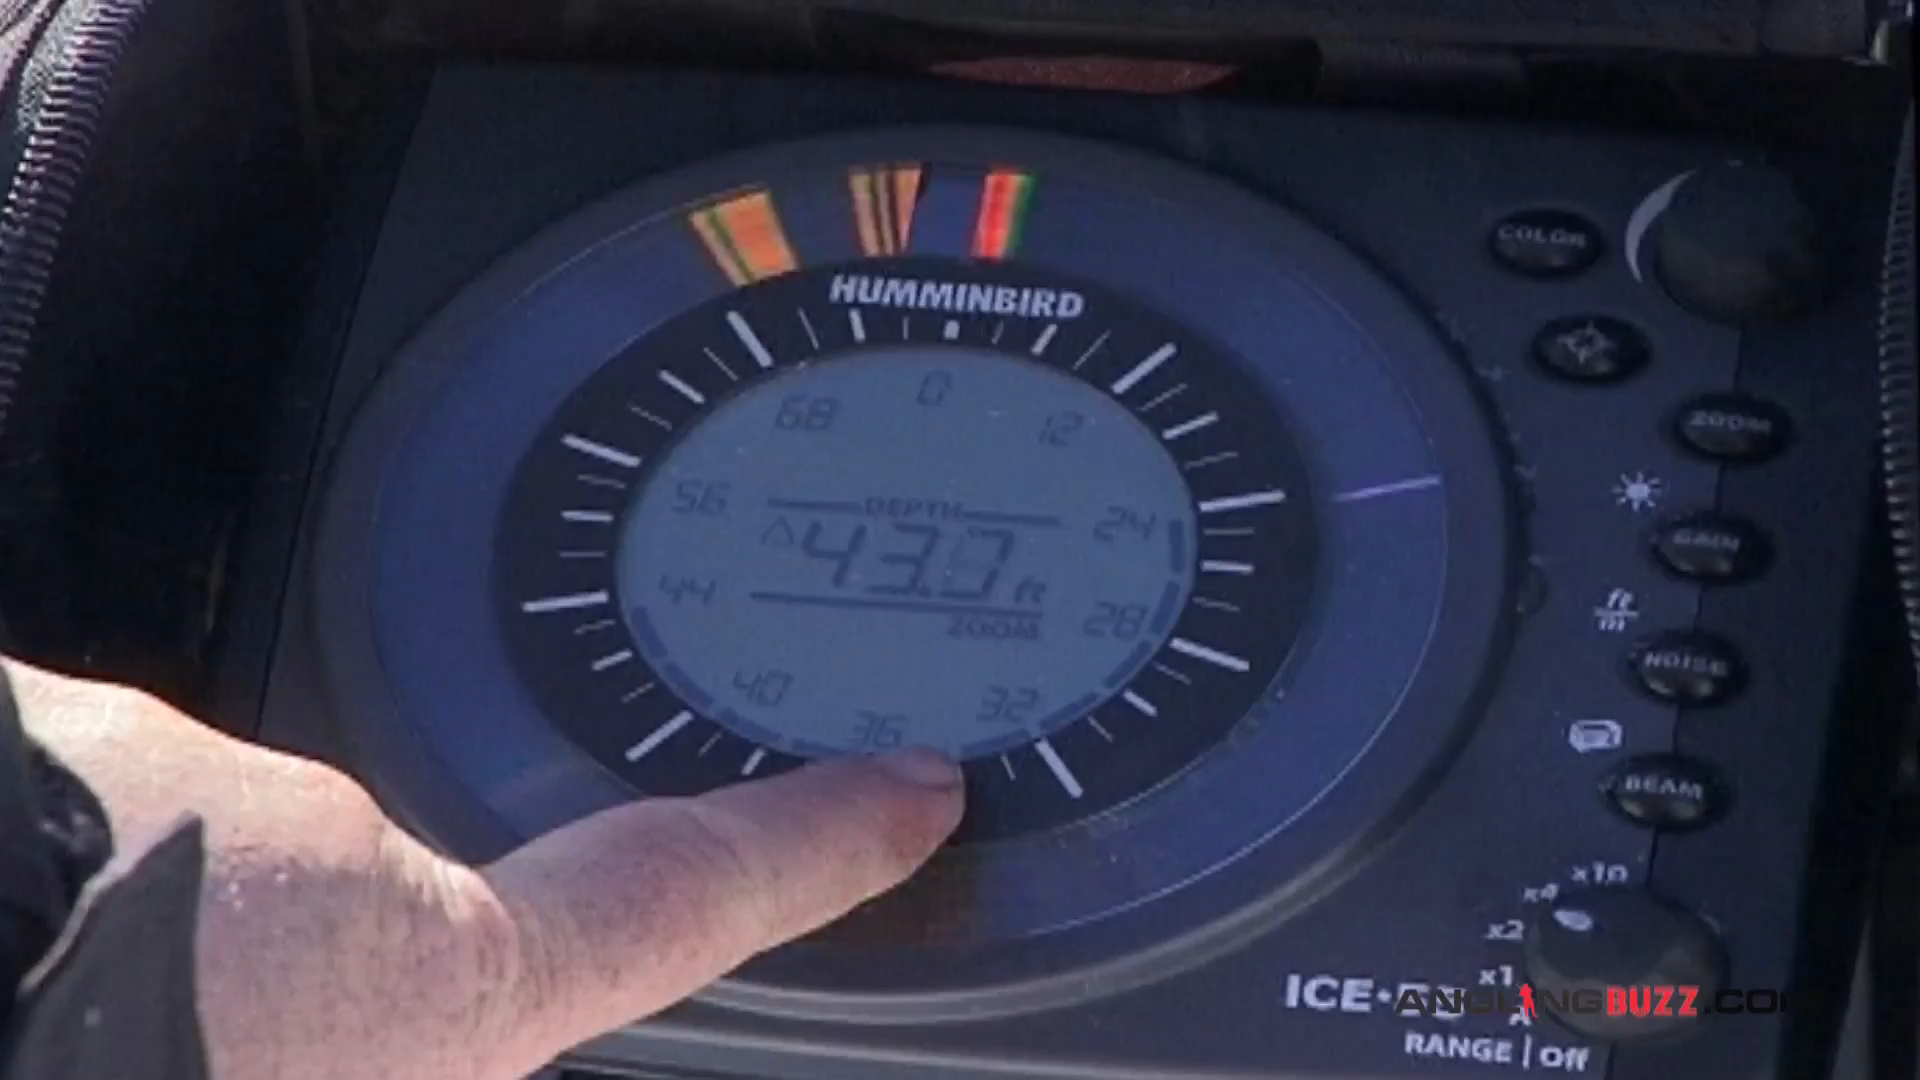 HUMMINBIRD
0
68
12
56
24
DEPTH
43.7 ft
44
28
ZOOM
40
32
36
COLOR
ZOOM
GAIN
ft
m
NOISE
BEAM
x10
x4
x2
x1
A
ICE•
RANGE | Off
ANGLINGBUZZ.COM